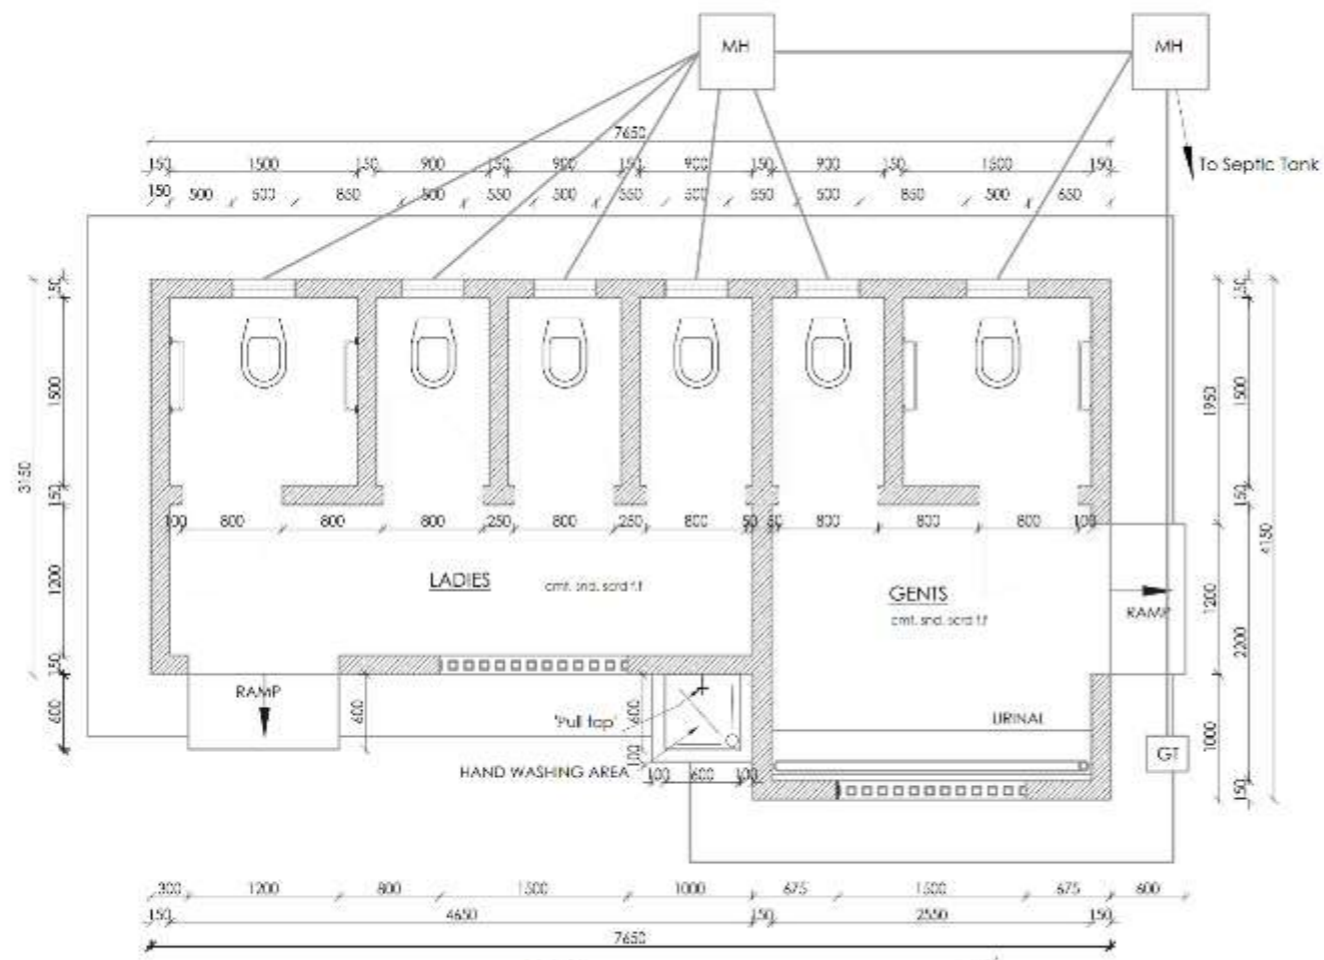 MH MH
7650
150 1500 150 900 150 900 150 900 150 900 150 1500 150
To Septic Tank
150 500 500 850 500 550 500 550 500 550 500 850 500 650
150 150 150
1500 1950 1500
3150
150 150
100 800 800 800 250 800 250 800 50 50 800 800 800 100
4150
1200 LADIES cmt. snd. scrd f.f GENTS 1200
cmt. snd. scrd f.f RAMP
2200
150
RAMP
600 600 600 'Pull tap' URINAL 1000
GT
100
HAND WASHING AREA 100 600 100
150
300 1200 800 1500 1000 675 1500 675 600
150 4650 150 2550 150
7650